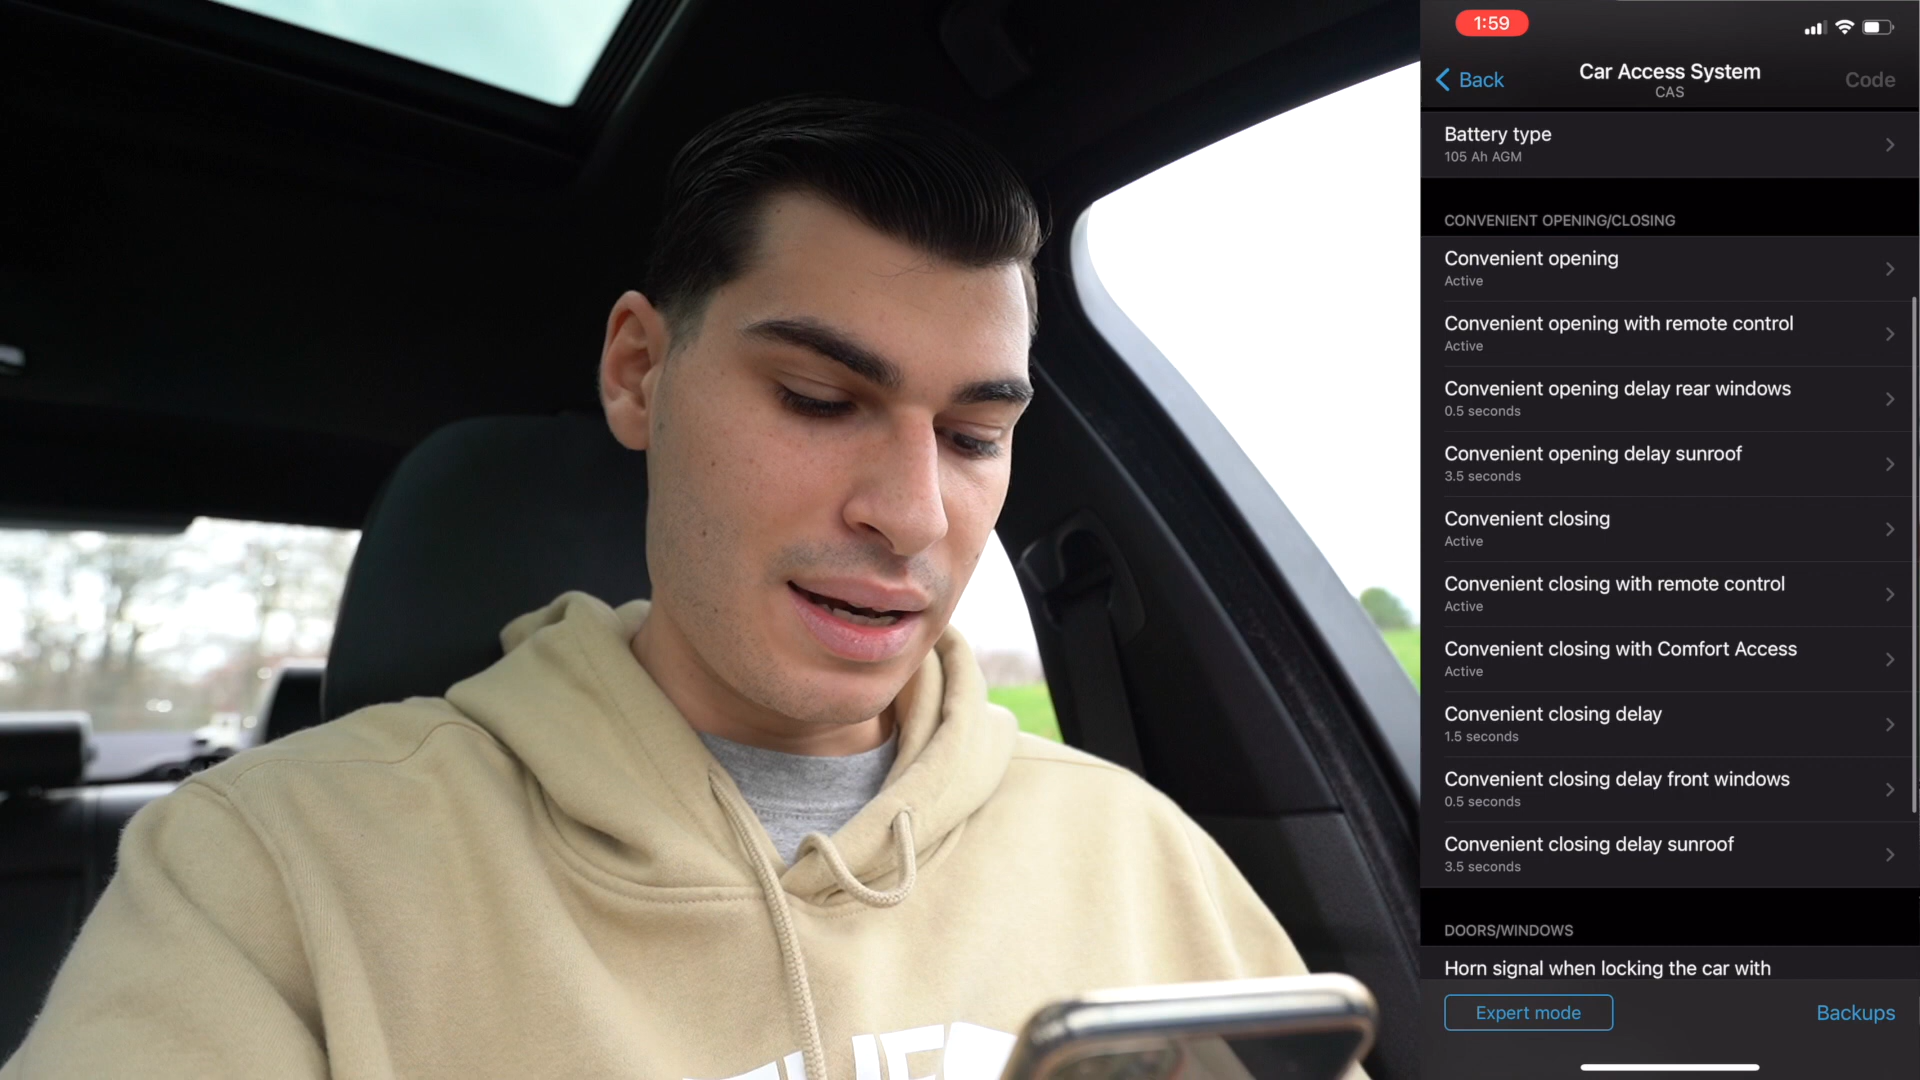 1:59
Back
Car Access System
CAS
Code
Battery type
105 Ah AGM
CONVENIENT OPENING/CLOSING
Convenient opening
Active
Convenient opening with remote control
Active
Convenient opening delay rear windows
0.5 seconds
Convenient opening delay sunroof
3.5 seconds
Convenient closing
Active
Convenient closing with remote control
Active
Convenient closing with Comfort Access
Active
Convenient closing delay
1.5 seconds
Convenient closing delay front windows
0.5 seconds
Convenient closing delay sunroof
3.5 seconds
DOORS/WINDOWS
Horn signal when locking the car with
Expert mode
Backups